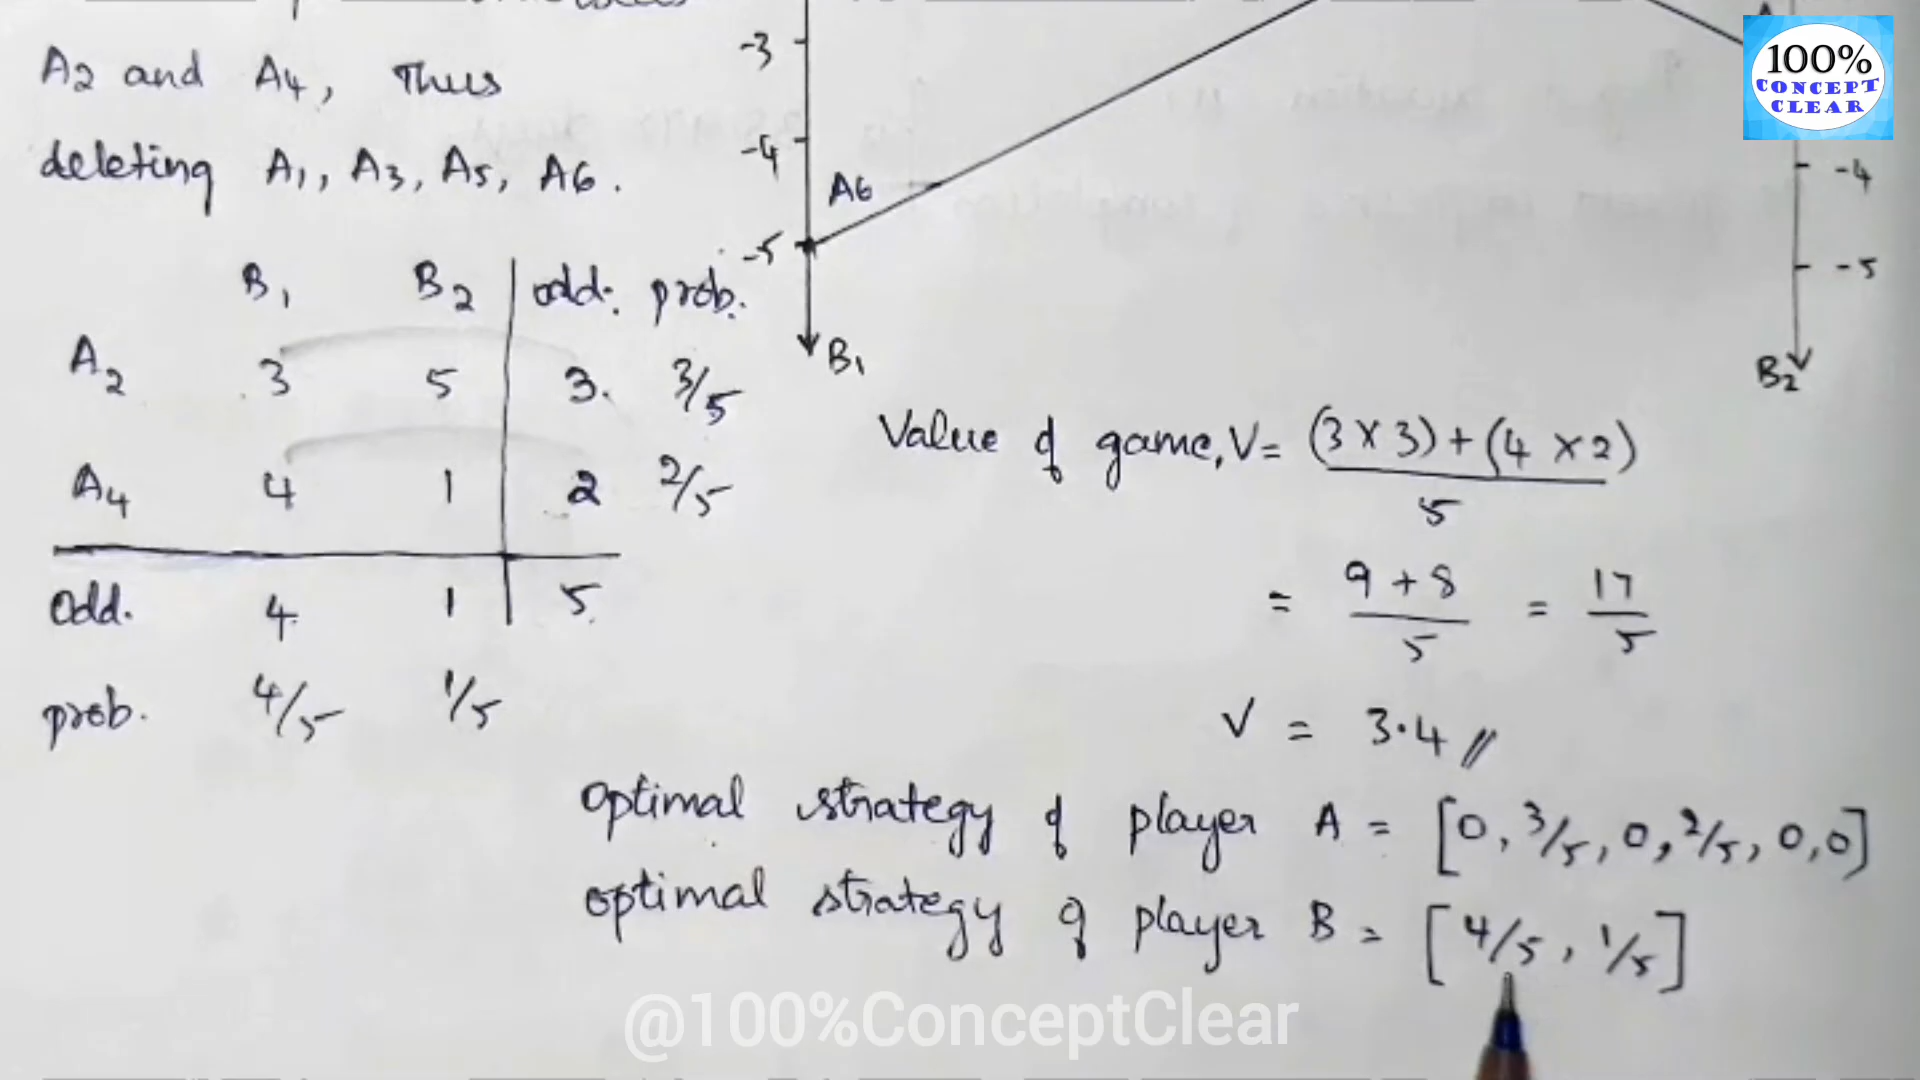 A2 and A4, Thus
deleting A1, A3, A5, A6.
B1 B2 odd. prob.
A2 3 5 3. 3/5
A4 4 1 2 2/5
Odd. 4 1 5
prob. 4/5 1/5
-3
-4
A6
-5
B1
-4
-5
B2
Value of game, V = (3 x 3) + (4 x 2)
5
= 9 + 8 = 17
5 5
V = 3.4 //
Optimal strategy of player A = [0, 3/5, 0, 2/5, 0, 0]
optimal strategy of player B = [4/5, 1/5]
100%
CONCEPT
CLEAR
@100%ConceptClear